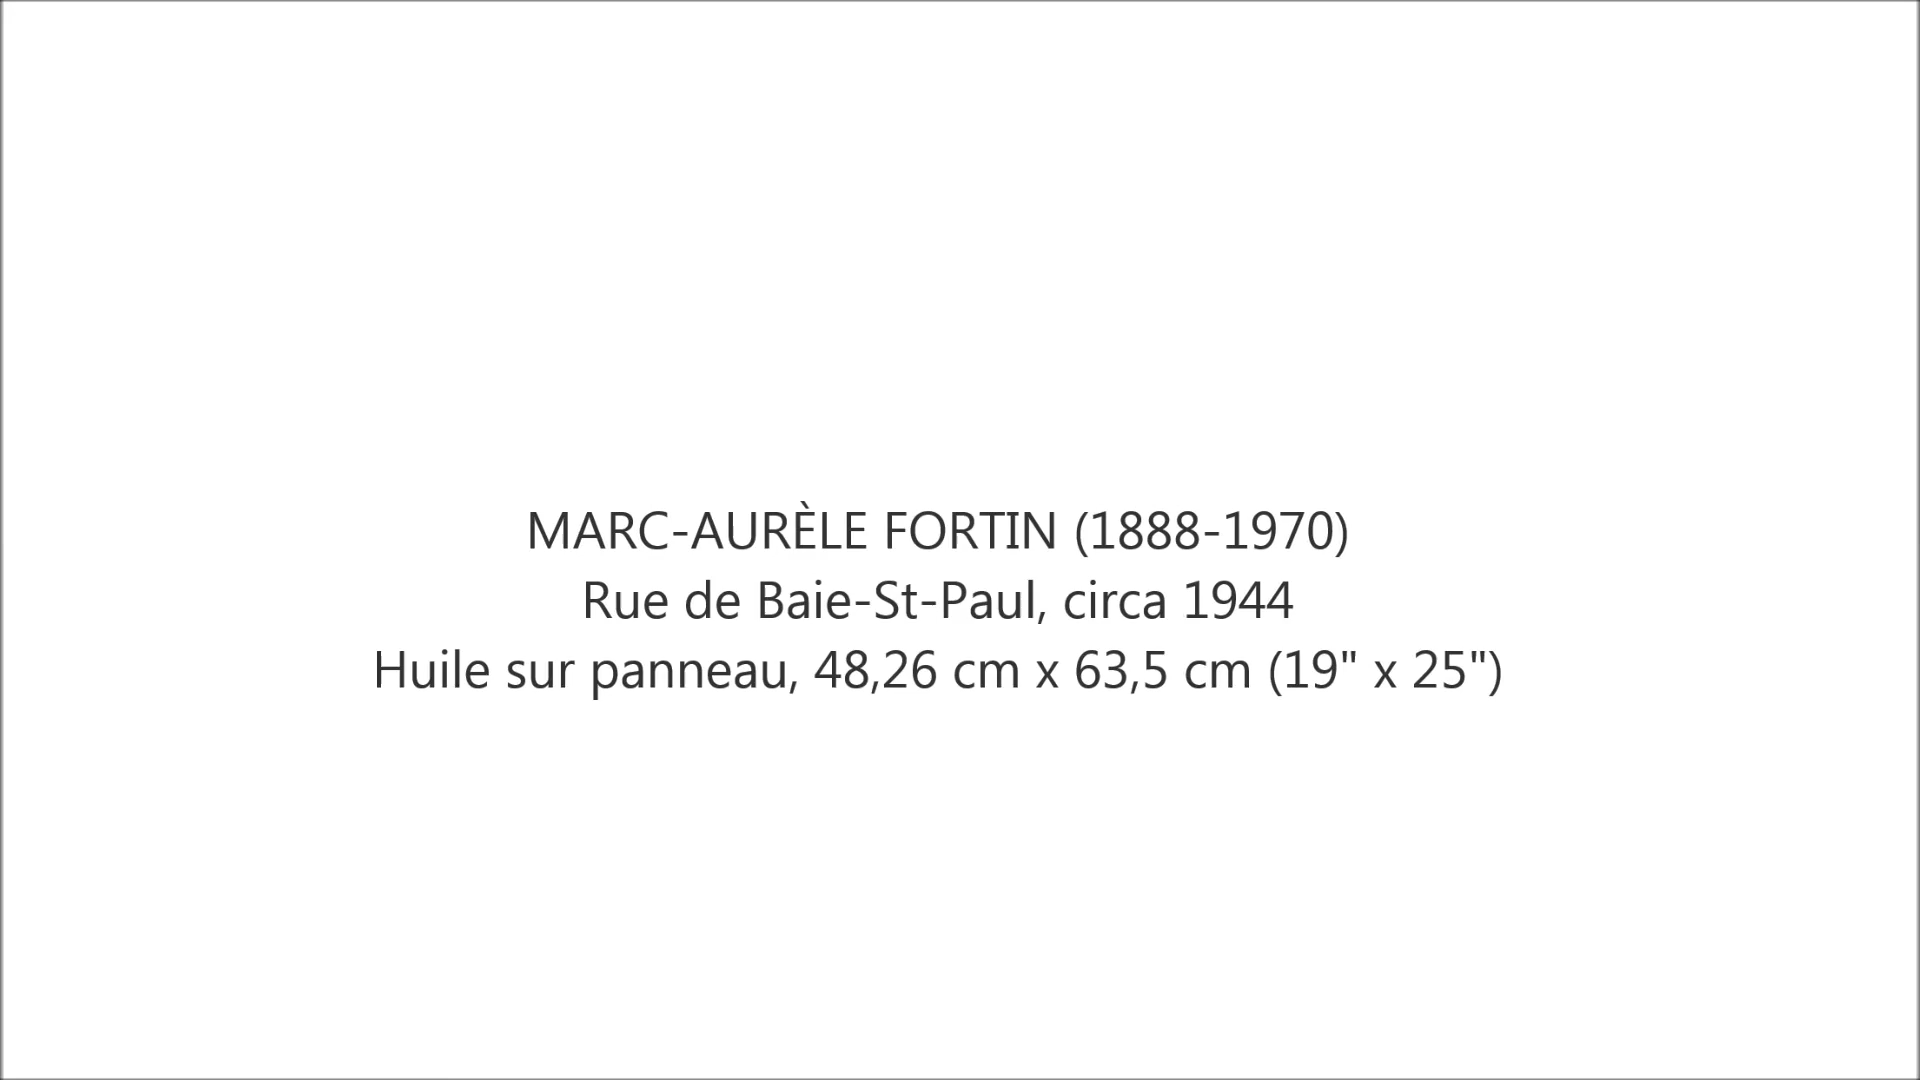 MARC-AURÈLE FORTIN (1888-1970)
Rue de Baie-St-Paul, circa 1944
Huile sur panneau, 48,26 cm x 63,5 cm (19" x 25")